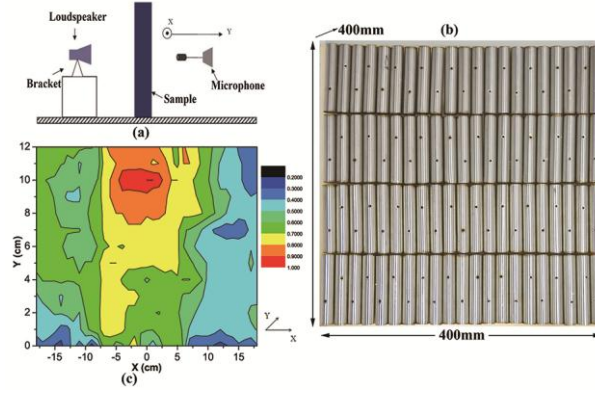 Loudspeaker
X
Y
Bracket
Microphone
Sample
(a)
(b)
400mm
400mm
12
10
8
6
4
2
0
Y (cm)
-15
-10
-5
0
5
10
15
X (cm)
(c)
0.2000
0.3000
0.4000
0.5000
0.6000
0.7000
0.8000
0.9000
1.000
Y
X